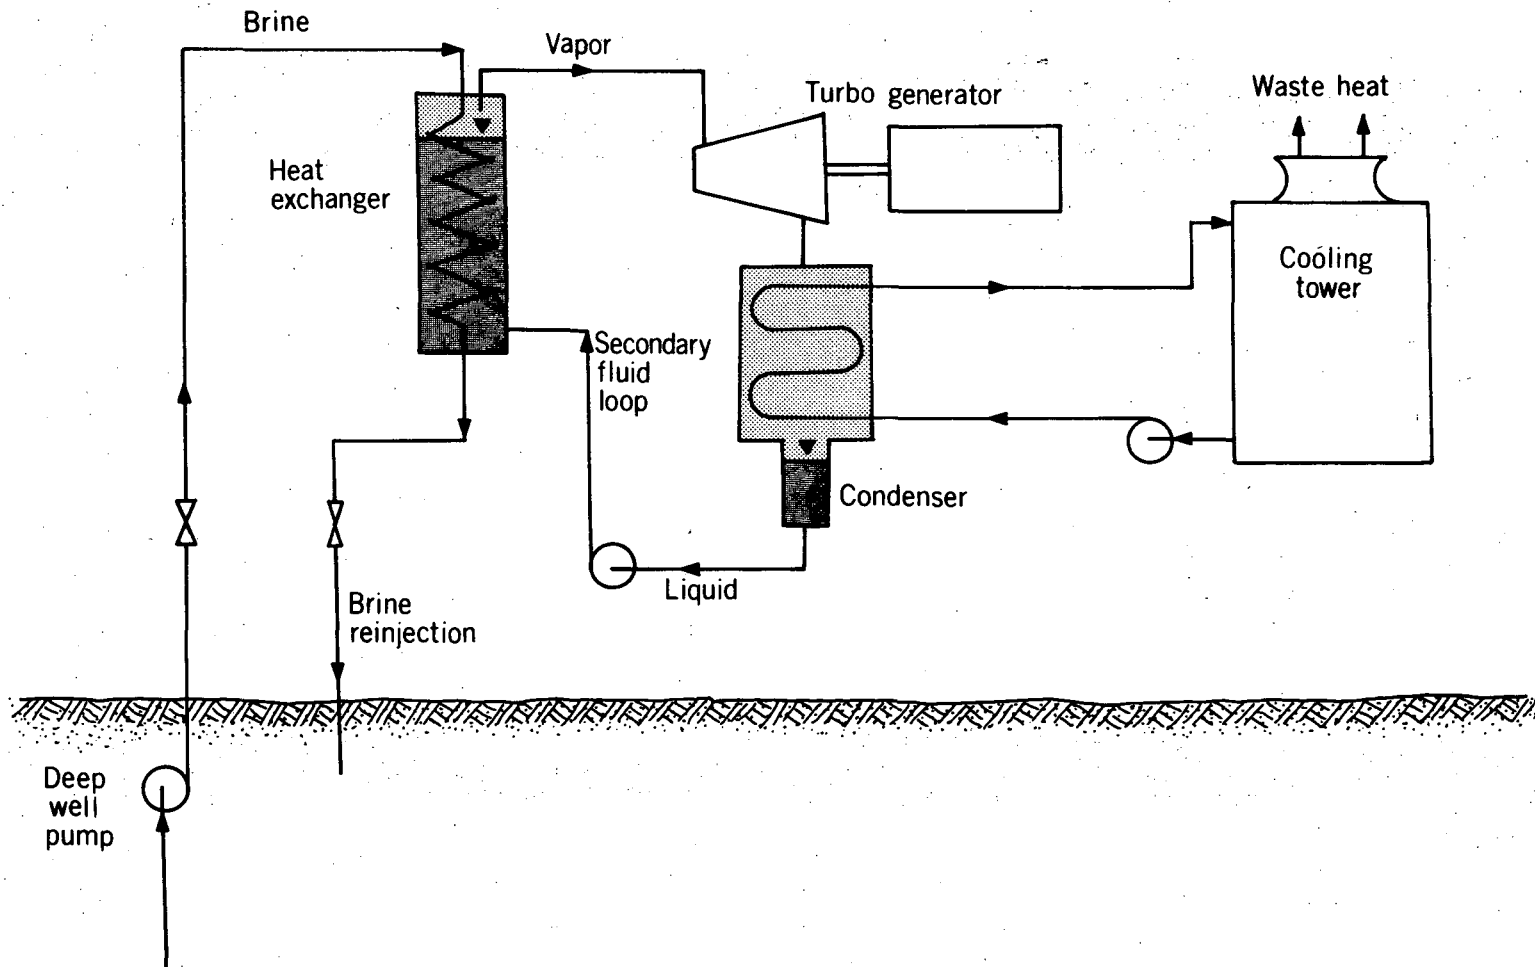 Brine
Vapor
Turbo generator
Waste heat
Heat
exchanger
Cooling
tower
Secondary
fluid
loop
Condenser
Liquid
Brine
reinjection
Deep
well
pump